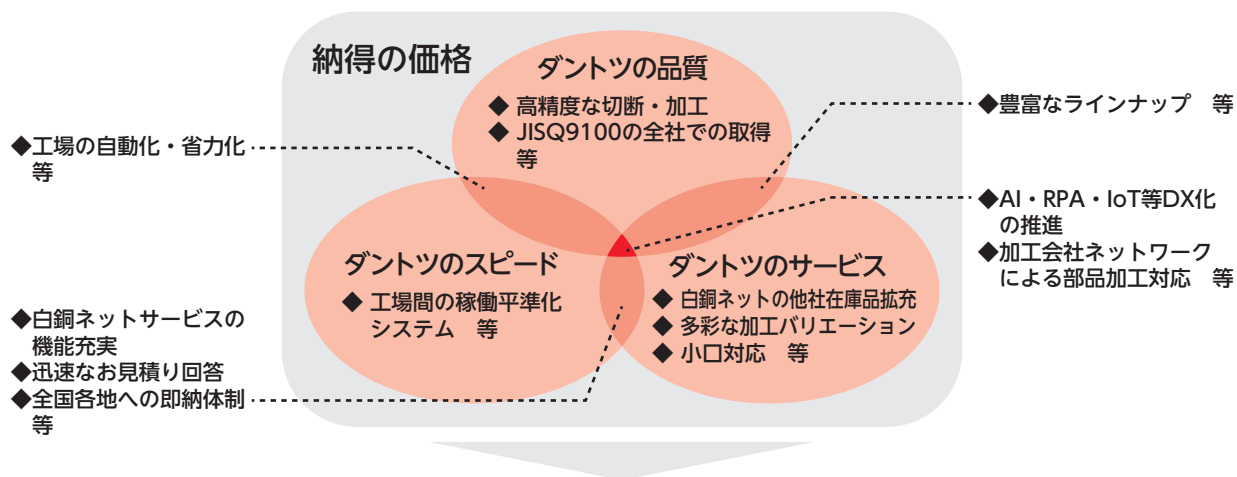 納得の価格
ダントツの品質
◆ 高精度な切断・加工
◆ JISQ9100の全社での取得
等
◆工場の自動化・省力化
等
◆豊富なラインナップ　等
◆AI・RPA・IoT等DX化
の推進
◆加工会社ネットワーク
による部品加工対応　等
ダントツのスピード
◆ 工場間の稼働平準化
システム　等
ダントツのサービス
◆ 白銅ネットの他社在庫品拡充
◆ 多彩な加工バリエーション
◆ 小口対応　等
◆白銅ネットサービスの
機能充実
◆迅速なお見積り回答
◆全国各地への即納体制
等